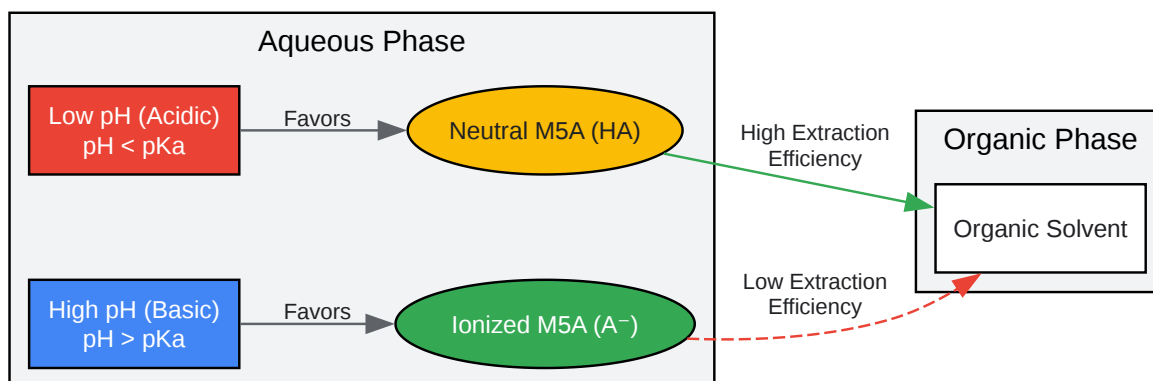 Aqueous Phase
Low pH (Acidic)
pH < pKa
Favors
Neutral M5A (HA)
High Extraction
Efficiency
Organic Phase
Organic Solvent
High pH (Basic)
pH > pKa
Favors
Ionized M5A (A⁻)
Low Extraction
Efficiency